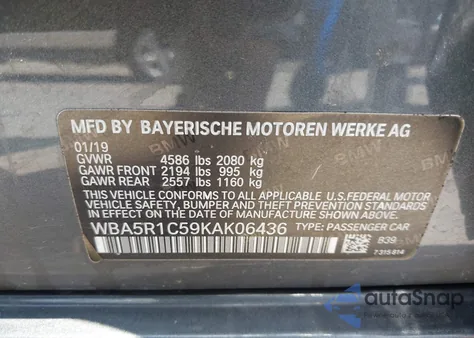 MFD BY BAYERISCHE MOTOREN WERKE AG
01/19
GVWR 4586 lbs 2080 kg
GAWR FRONT 2194 lbs 995 kg
GAWR REAR 2557 lbs 1160 kg
THIS VEHICLE CONFORMS TO ALL APPLICABLE U.S.FEDERAL MOTOR
VEHICLE SAFETY, BUMPER, AND THEFT PREVENTION STANDARDS
IN EFFECT ON THE DATE OF MANUFACTURE SHOWN ABOVE.
WBA5R1C59KAK06436 TYPE: PASSENGER CAR
B39
7315814
autoSnap